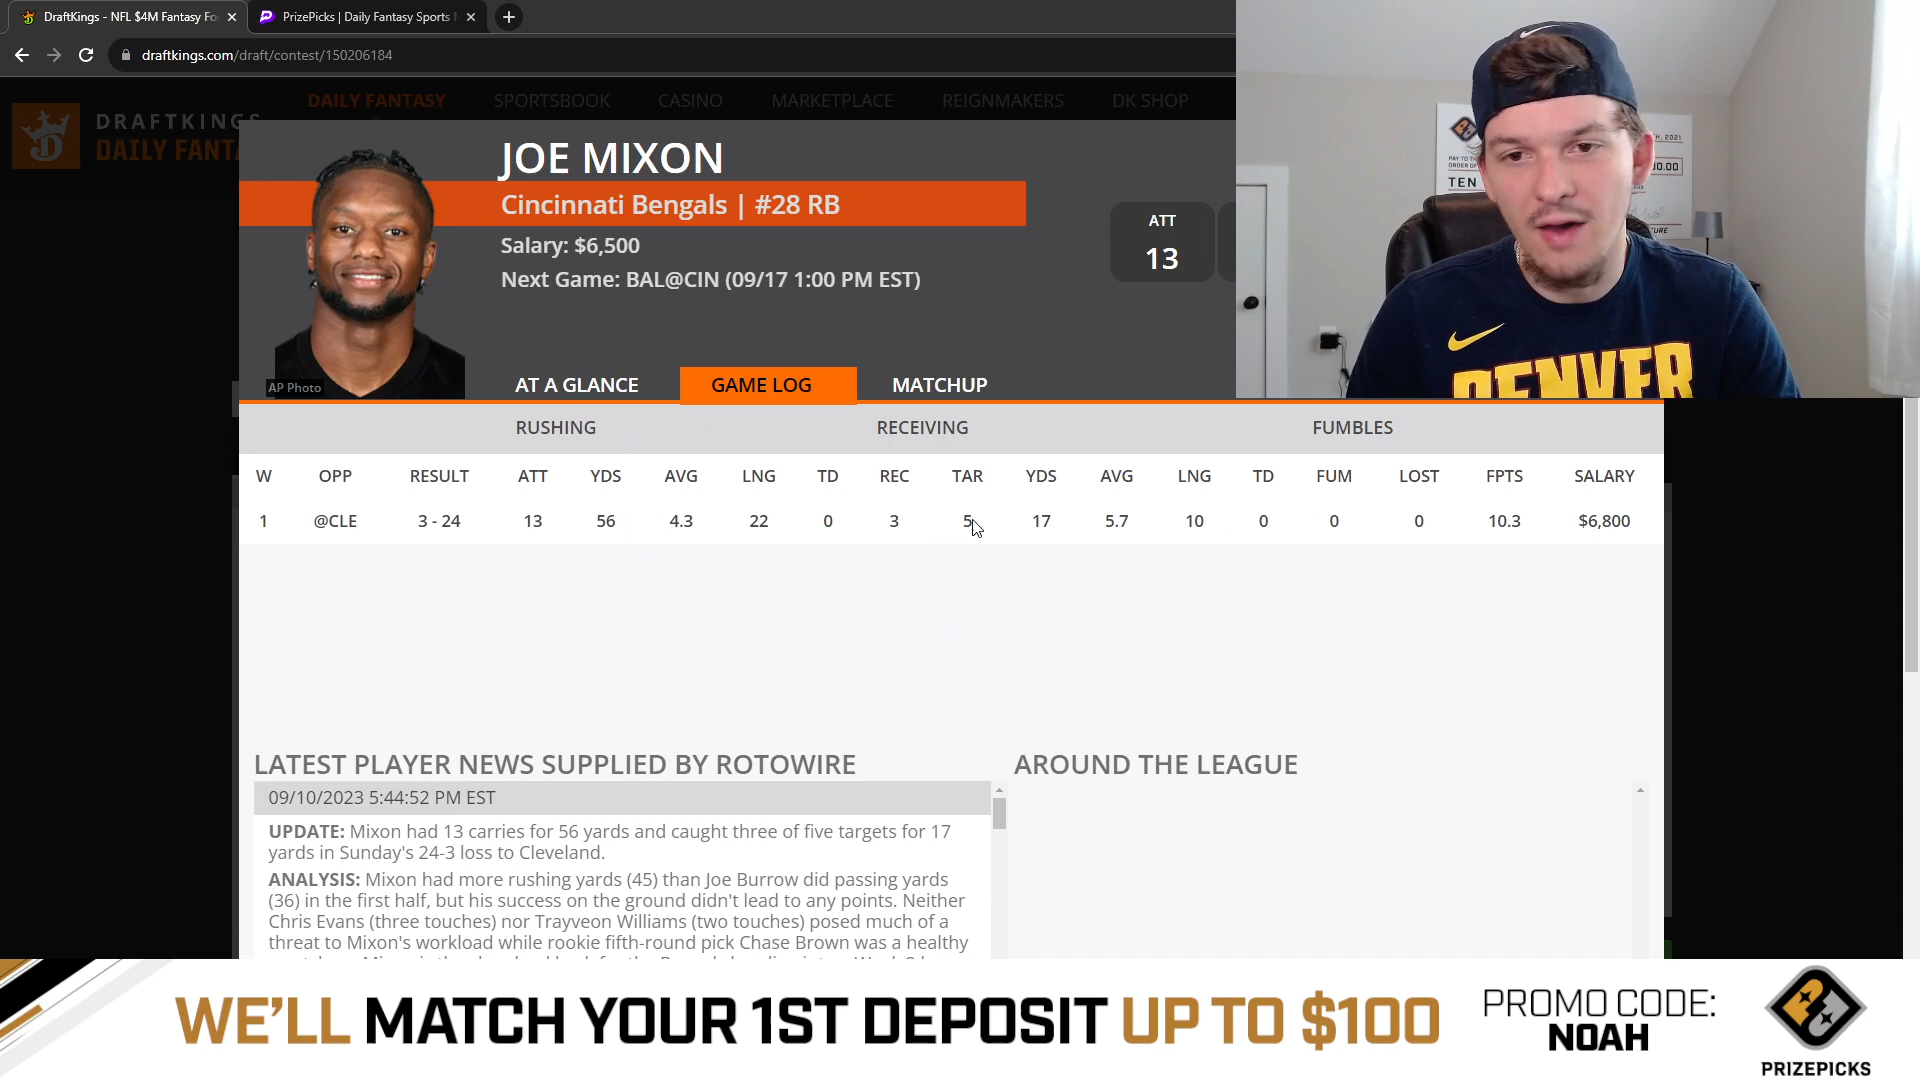 DraftKings - NFL $4M Fantasy Fo
PrizePicks | Daily Fantasy Sports
draftkings.com/draft/contest/150206184
DAILY FANTASY
SPORTSBOOK
CASINO
MARKETPLACE
REIGNMAKERS
DK SHOP
DRAFTKINGS
DAILY FANTA
JOE MIXON
Cincinnati Bengals | #28 RB
Salary: $6,500
Next Game: BAL@CIN (09/17 1:00 PM EST)
ATT
13
AP Photo
AT A GLANCE
GAME LOG
MATCHUP
TEN
00.00
DENVER
RUSHING RECEIVING FUMBLES
W OPP RESULT ATT YDS AVG LNG TD REC TAR YDS AVG LNG TD FUM LOST FPTS SALARY
1 @CLE 3 - 24 13 56 4.3 22 0 3 5 17 5.7 10 0 0 0 10.3 $6,800
LATEST PLAYER NEWS SUPPLIED BY ROTOWIRE
AROUND THE LEAGUE
09/10/2023 5:44:52 PM EST
UPDATE: Mixon had 13 carries for 56 yards and caught three of five targets for 17
yards in Sunday's 24-3 loss to Cleveland.
ANALYSIS: Mixon had more rushing yards (45) than Joe Burrow did passing yards
(36) in the first half, but his success on the ground didn't lead to any points. Neither
Chris Evans (three touches) nor Trayveon Williams (two touches) posed much of a
threat to Mixon's workload while rookie fifth-round pick Chase Brown was a healthy
WE'LL MATCH YOUR 1ST DEPOSIT UP TO $100
PROMO CODE:
NOAH
PRIZEPICKS